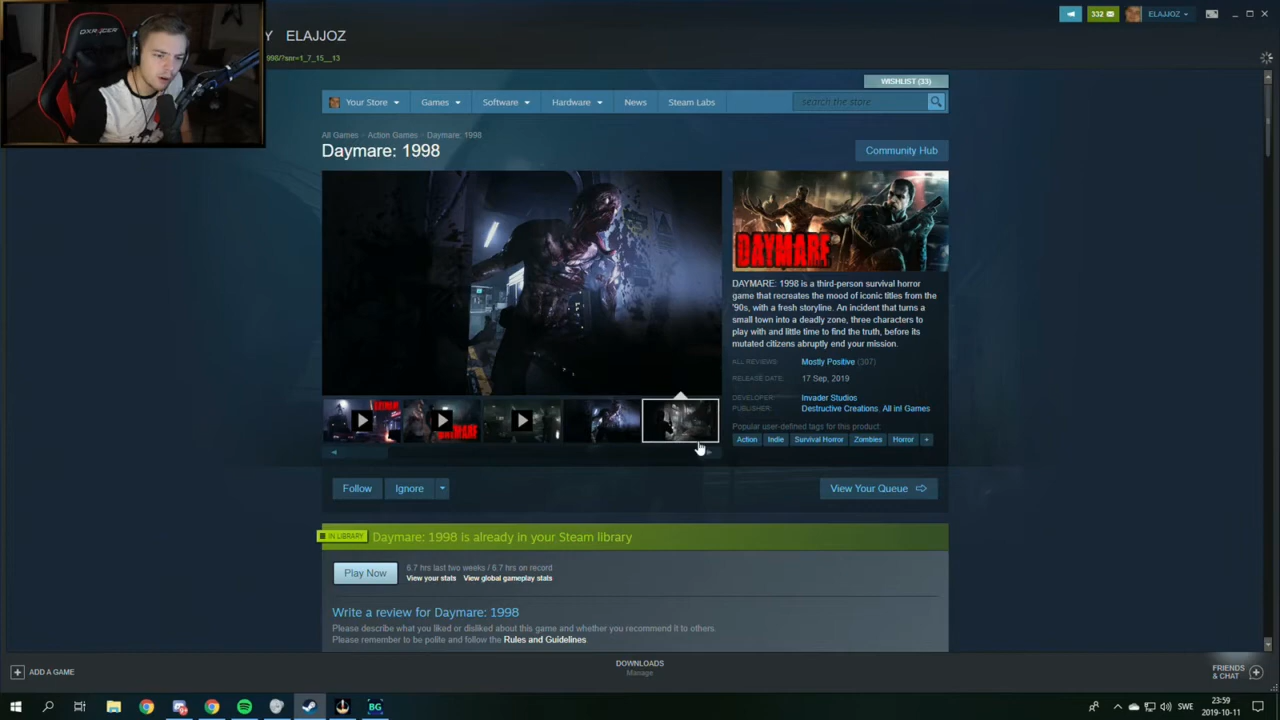 DXRACER
Y ELAJJOZ
998/?snr=1_7_15__13
332
ELAJJOZ
WISHLIST (33)
Your Store
Games
Software
Hardware
News
Steam Labs
search the store
All Games > Action Games > Daymare: 1998
Daymare: 1998
Community Hub
DAYMARE
DAYMARE: 1998 is a third-person survival horror
game that recreates the mood of iconic titles from the
'90s, with a fresh storyline. An incident that turns a
small town into a deadly zone, three characters to
play with and little time to find the truth, before its
mutated citizens abruptly end your mission.
ALL REVIEWS: Mostly Positive (307)
RELEASE DATE: 17 Sep, 2019
DEVELOPER: Invader Studios
PUBLISHER: Destructive Creations, All in! Games
Popular user-defined tags for this product:
Action
Indie
Survival Horror
Zombies
Horror
+
Follow
Ignore
View Your Queue
IN LIBRARY
Daymare: 1998 is already in your Steam library
Play Now
6.7 hrs last two weeks / 6.7 hrs on record
View your stats
View global gameplay stats
Write a review for Daymare: 1998
Please describe what you liked or disliked about this game and whether you recommend it to others.
Please remember to be polite and follow the Rules and Guidelines
ADD A GAME
DOWNLOADS
Manage
FRIENDS
& CHAT
BG
SWE
23:59
2019-10-11